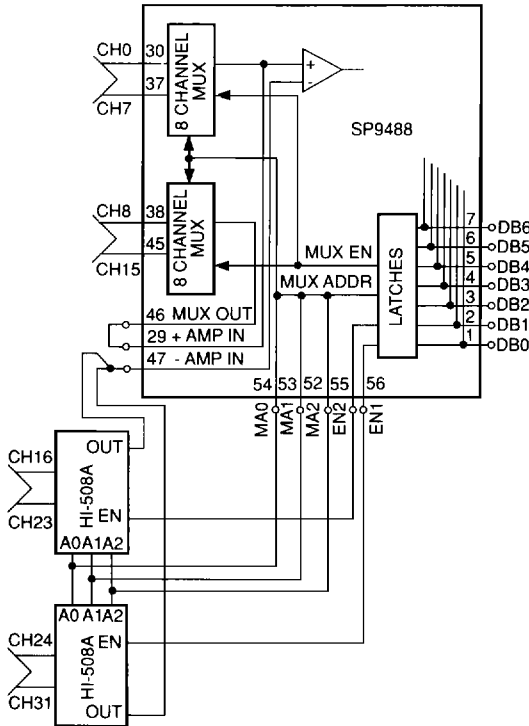 CH0 30
37
CH7
8 CHANNEL
MUX
+
-
SP9488
CH8 38
45
CH15
8 CHANNEL
MUX
MUX EN
MUX ADDR
LATCHES
7
DB6
6
DB5
5
DB4
4
DB3
3
DB2
2
DB1
1
DB0
46 MUX OUT
29 + AMP IN
47 - AMP IN
54 53 52 55 56
MA0
MA1
MA2
EN2
EN1
CH16
CH23
OUT
HI-508A
EN
A0 A1 A2
A0 A1 A2
CH24
CH31
HI-508A
EN
OUT